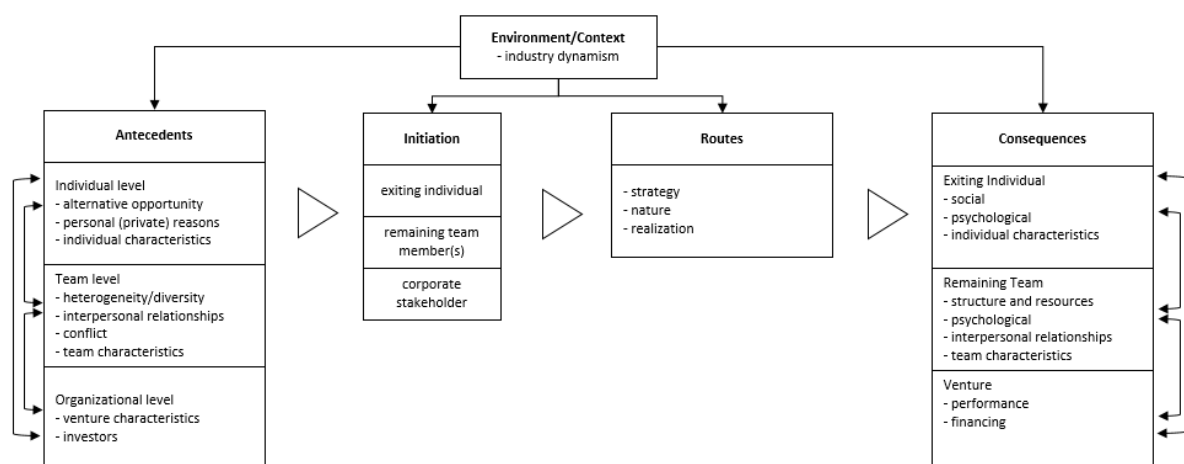 Environment/Context
- industry dynamism
Antecedents
Individual level
- alternative opportunity
- personal (private) reasons
- individual characteristics
Team level
- heterogeneity/diversity
- interpersonal relationships
- conflict
- team characteristics
Organizational level
- venture characteristics
- investors
Initiation
exiting individual
remaining team
member(s)
corporate
stakeholder
Routes
- strategy
- nature
- realization
Consequences
Exiting Individual
- social
- psychological
- individual characteristics
Remaining Team
- structure and resources
- psychological
- interpersonal relationships
- team characteristics
Venture
- performance
- financing